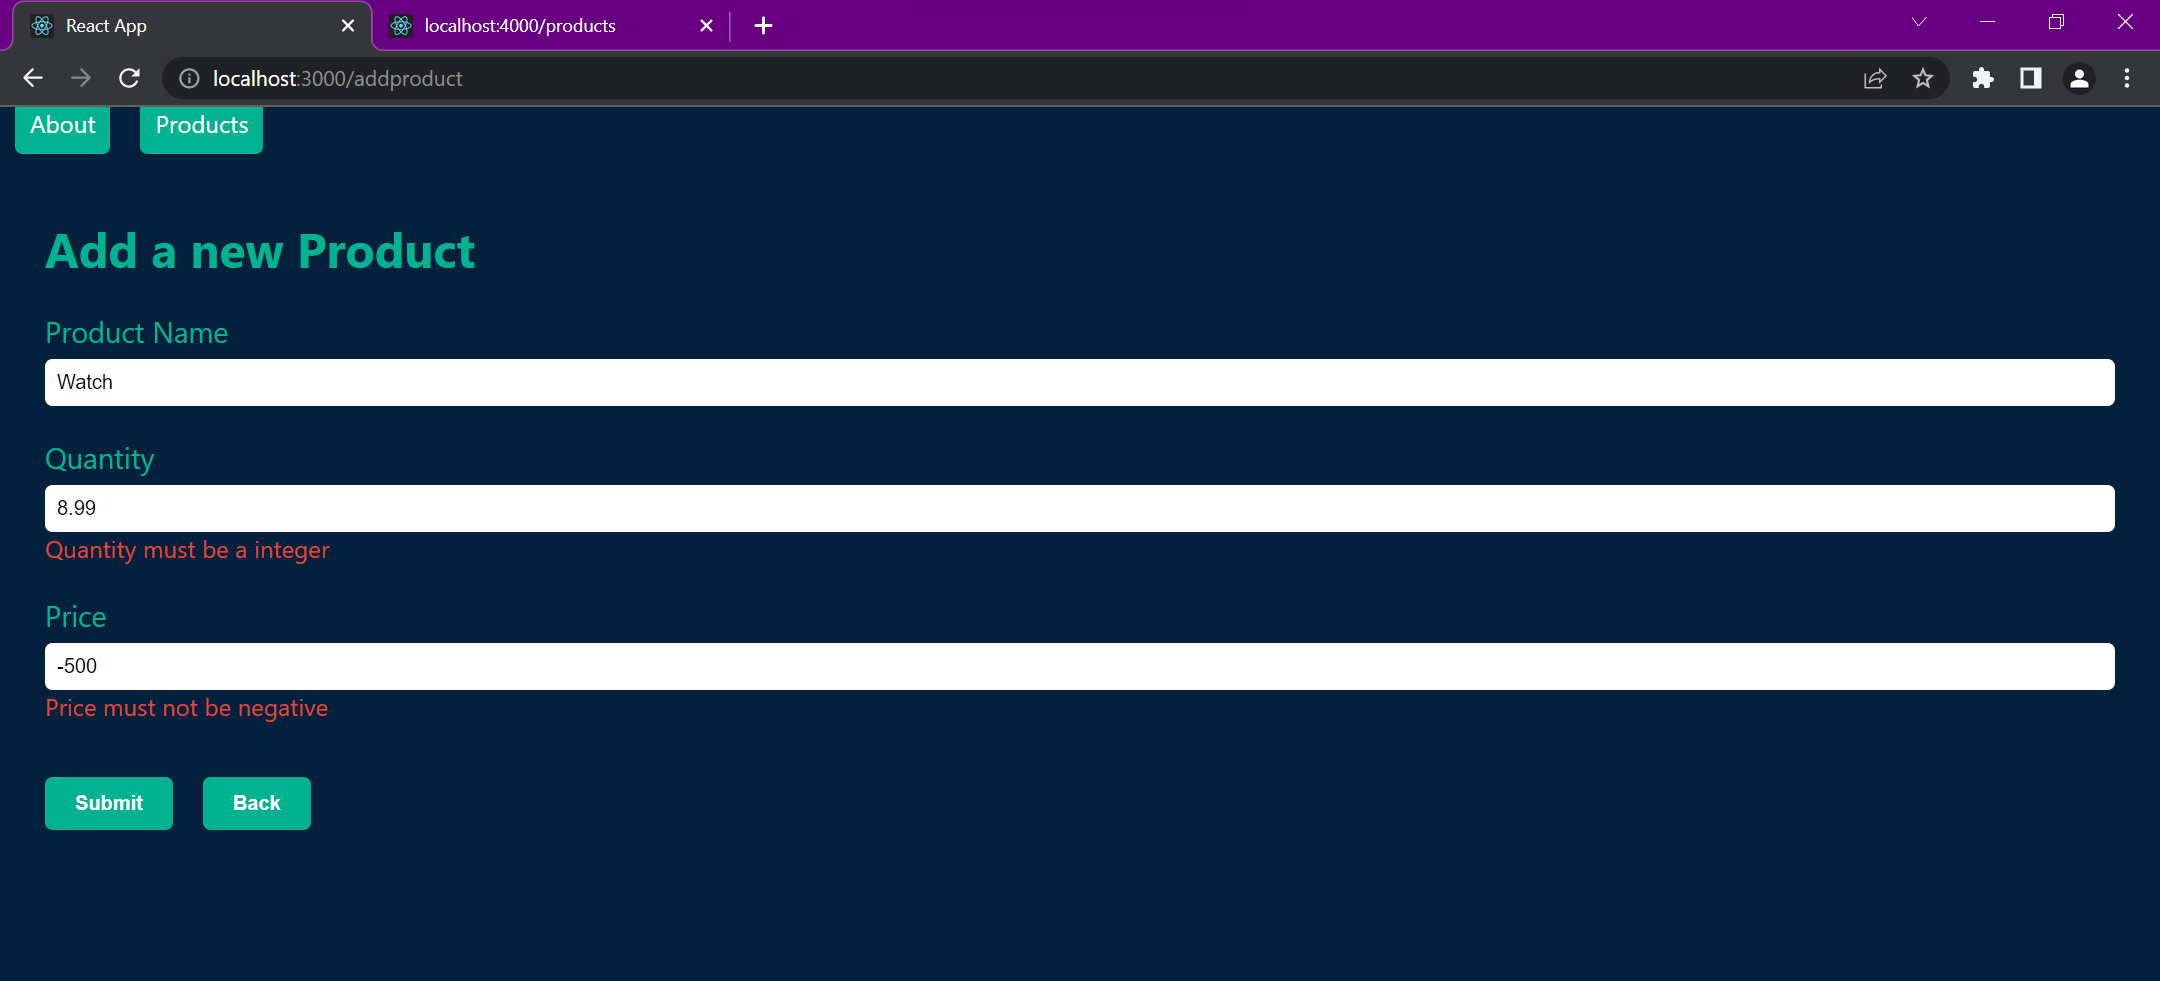 React App
localhost:4000/products
localhost:3000/addproduct
About Products
Add a new Product
Product Name
Watch
Quantity
8.99
Quantity must be a integer
Price
-500
Price must not be negative
Submit Back